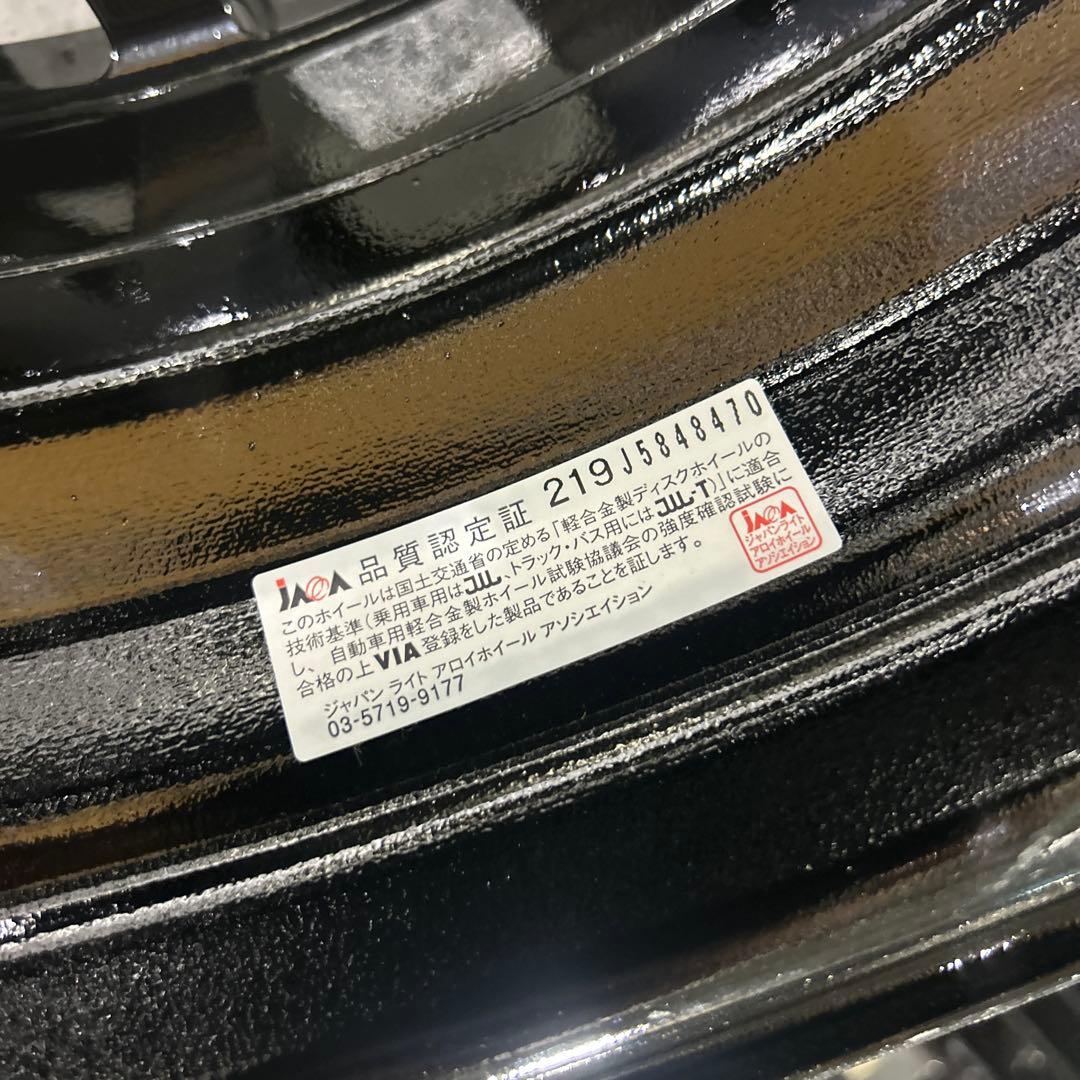 JAWA 品質認定証 219 J5848470
このホイールは国土交通省の定める「軽合金製ディスクホイールの
技術基準(乗用車用はJWL、トラック・バス用にはJWL-T)」に適合
し、自動車用軽合金製ホイール試験協議会の強度確認試験に
合格の上VIA登録をした製品であることを証します。
ジャパン ライト アロイホイール アソシエイション
03-5719-9177
JAWA
ジャパンライト
アロイホイール
アソシエイション